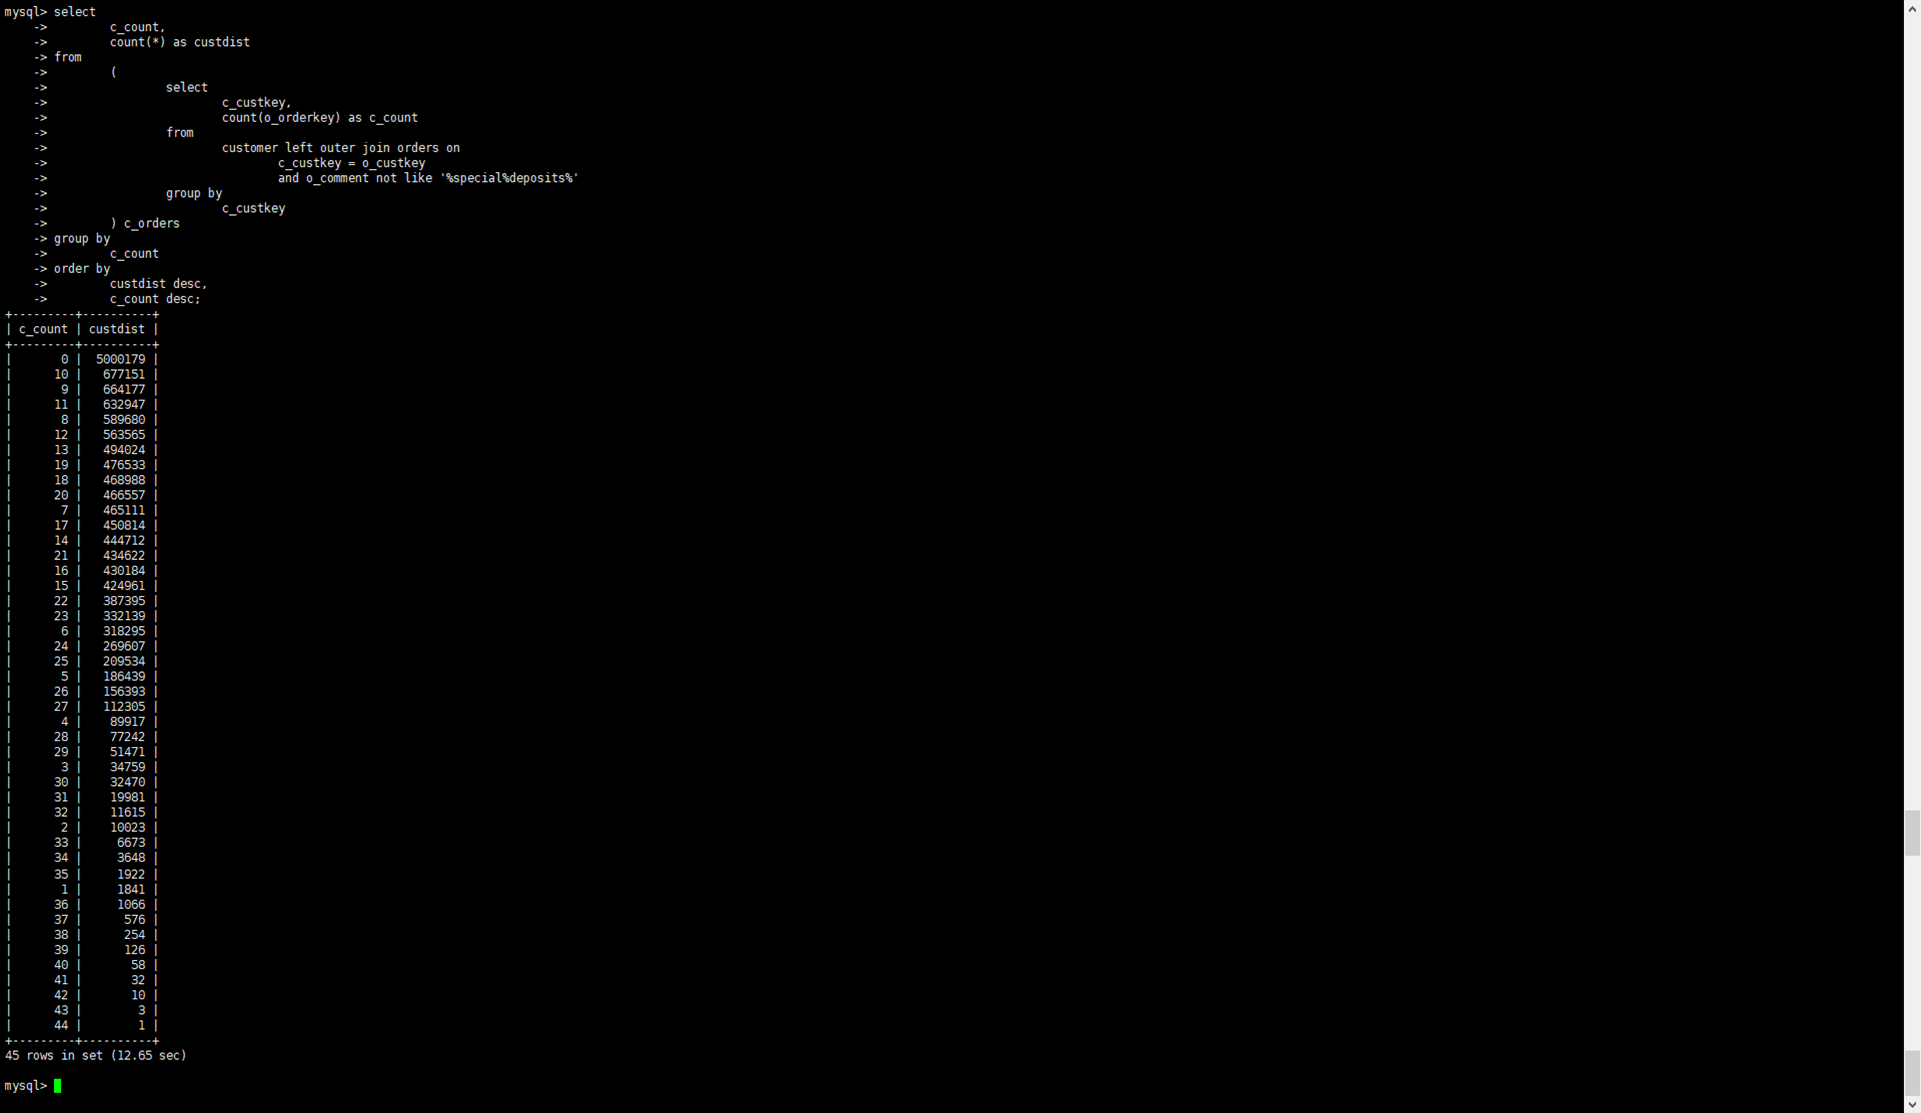 mysql> select
    ->         c_count,
    ->         count(*) as custdist
    -> from
    ->         (
    ->                 select
    ->                         c_custkey,
    ->                         count(o_orderkey) as c_count
    ->                 from
    ->                         customer left outer join orders on
    ->                                 c_custkey = o_custkey
    ->                                 and o_comment not like '%special%deposits%'
    ->                 group by
    ->                         c_custkey
    ->         ) c_orders
    -> group by
    ->         c_count
    -> order by
    ->         custdist desc,
    ->         c_count desc;
+---------+----------+
| c_count | custdist |
+---------+----------+
|       0 |  5000179 |
|      10 |   677151 |
|       9 |   664177 |
|      11 |   632947 |
|       8 |   589680 |
|      12 |   563565 |
|      13 |   494024 |
|      19 |   476533 |
|      18 |   468988 |
|      20 |   466557 |
|       7 |   465111 |
|      17 |   450814 |
|      14 |   444712 |
|      21 |   434622 |
|      16 |   430184 |
|      15 |   424961 |
|      22 |   387395 |
|      23 |   332139 |
|       6 |   318295 |
|      24 |   269607 |
|      25 |   209534 |
|       5 |   186439 |
|      26 |   156393 |
|      27 |   112305 |
|       4 |    89917 |
|      28 |    77242 |
|      29 |    51471 |
|       3 |    34759 |
|      30 |    32470 |
|      31 |    19981 |
|      32 |    11615 |
|       2 |    10023 |
|      33 |     6673 |
|      34 |     3648 |
|      35 |     1922 |
|       1 |     1841 |
|      36 |     1066 |
|      37 |      576 |
|      38 |      254 |
|      39 |      126 |
|      40 |       58 |
|      41 |       32 |
|      42 |       10 |
|      43 |        3 |
|      44 |        1 |
+---------+----------+
45 rows in set (12.65 sec)
mysql>